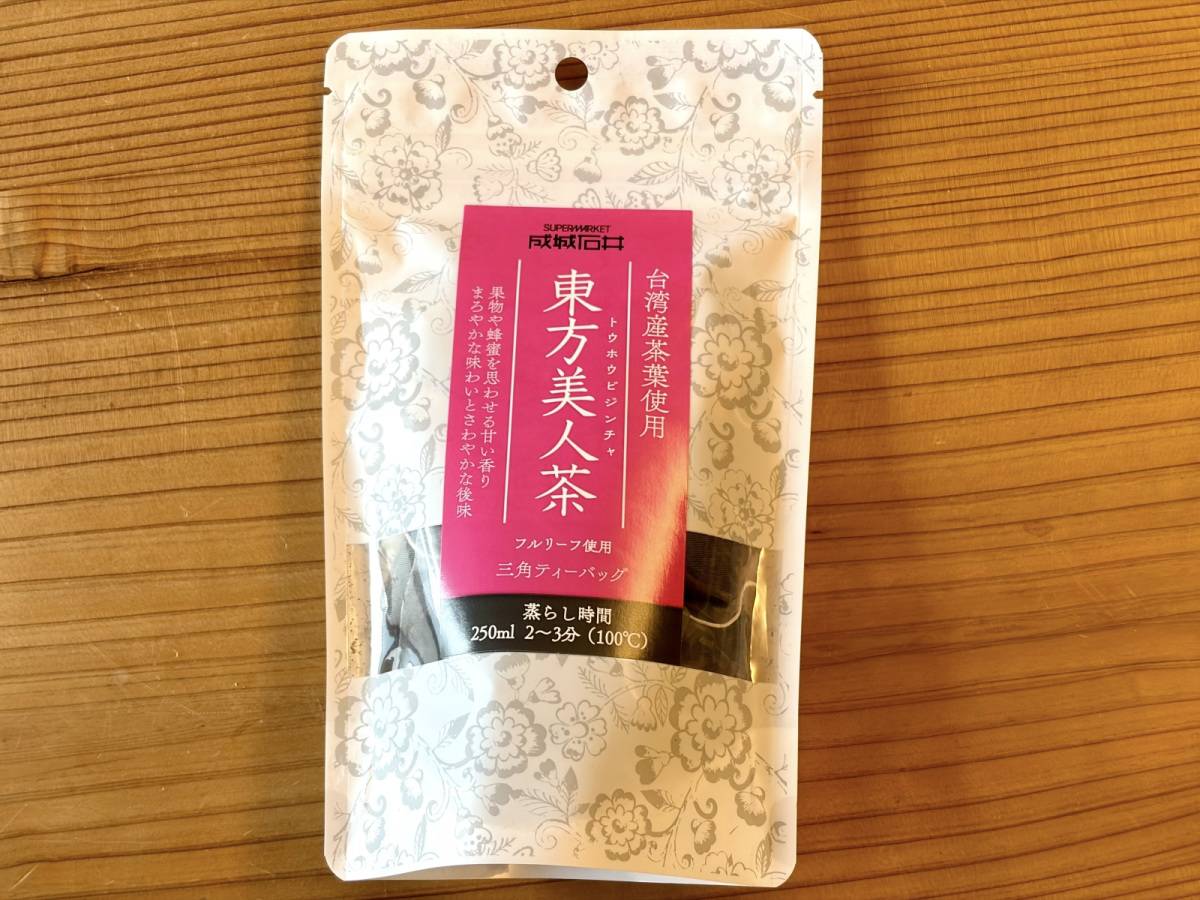 SUPERMARKET
成城石井
台湾産茶葉使用
トウホウビジンチャ
東方美人茶
果物や蜂蜜を思わせる甘い香り
まろやかな味わいとさわやかな後味
フルリーフ使用
三角ティーバッグ
蒸らし時間
250ml 2〜3分（100℃）